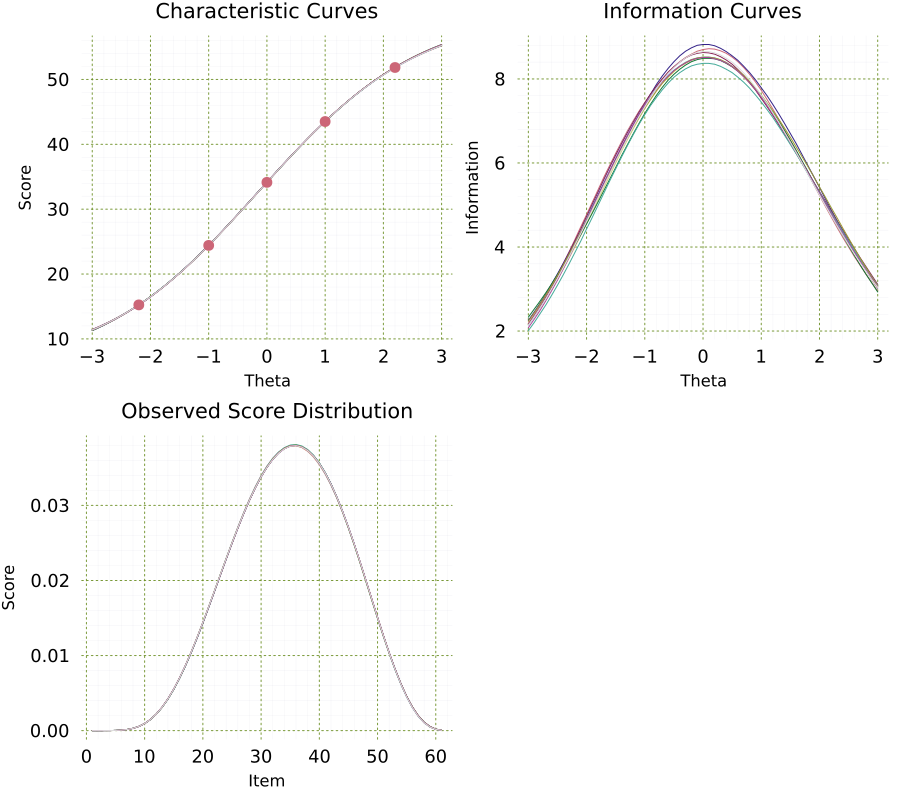 Characteristic Curves
Score
50
40
30
20
10
−3 −2 −1 0 1 2 3
Theta
Information Curves
Information
8
6
4
2
−3 −2 −1 0 1 2 3
Theta
Observed Score Distribution
Score
0.03
0.02
0.01
0.00
0 10 20 30 40 50 60
Item